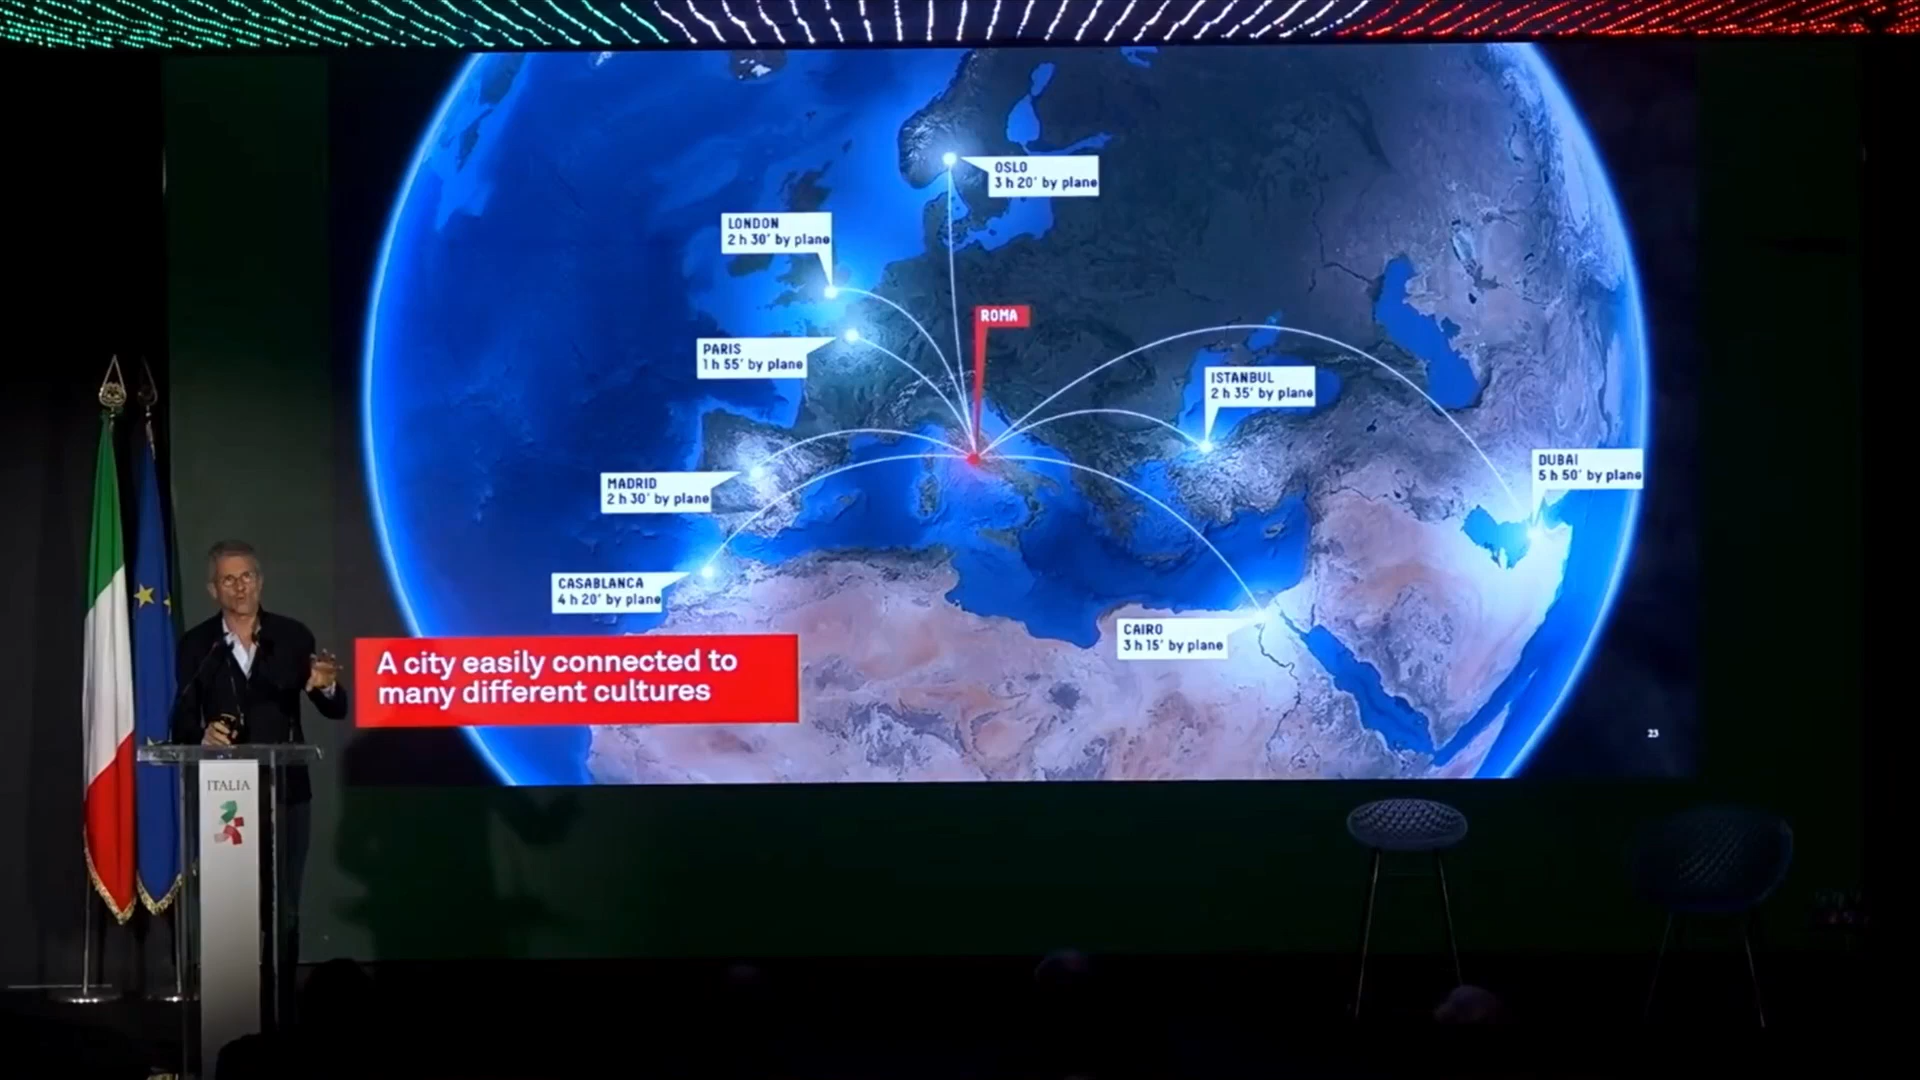 OSLO
3 h 20' by plane
LONDON
2 h 30' by plane
ROMA
PARIS
1 h 55' by plane
ISTANBUL
2 h 35' by plane
DUBAI
5 h 50' by plane
MADRID
2 h 30' by plane
CASABLANCA
4 h 20' by plane
CAIRO
3 h 15' by plane
A city easily connected to
many different cultures
23
ITALIA